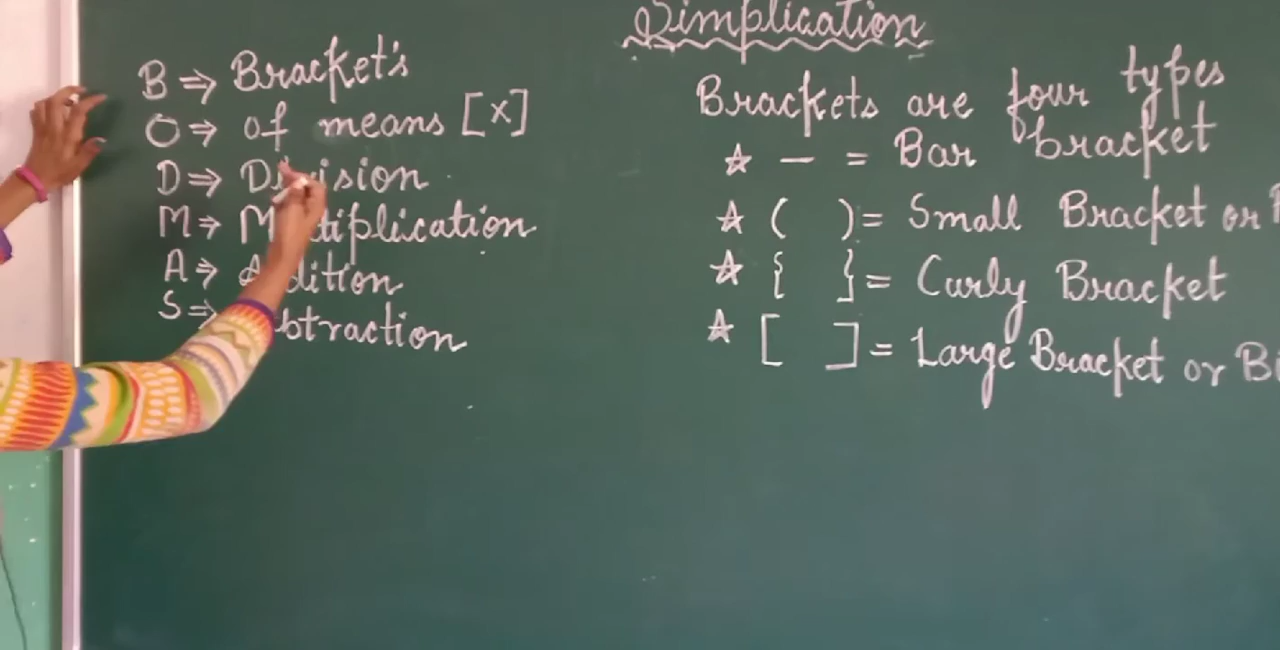 Simplication
B ⇒ Bracket's
O ⇒ of means [×]
D ⇒ Division
M ⇒ Multiplication
A ⇒ Addition
S ⇒ Subtraction
Brackets are four types
☆ — = Bar bracket
☆ ( ) = Small Bracket or
☆ { } = Curly Bracket
☆ [ ] = Large Bracket or